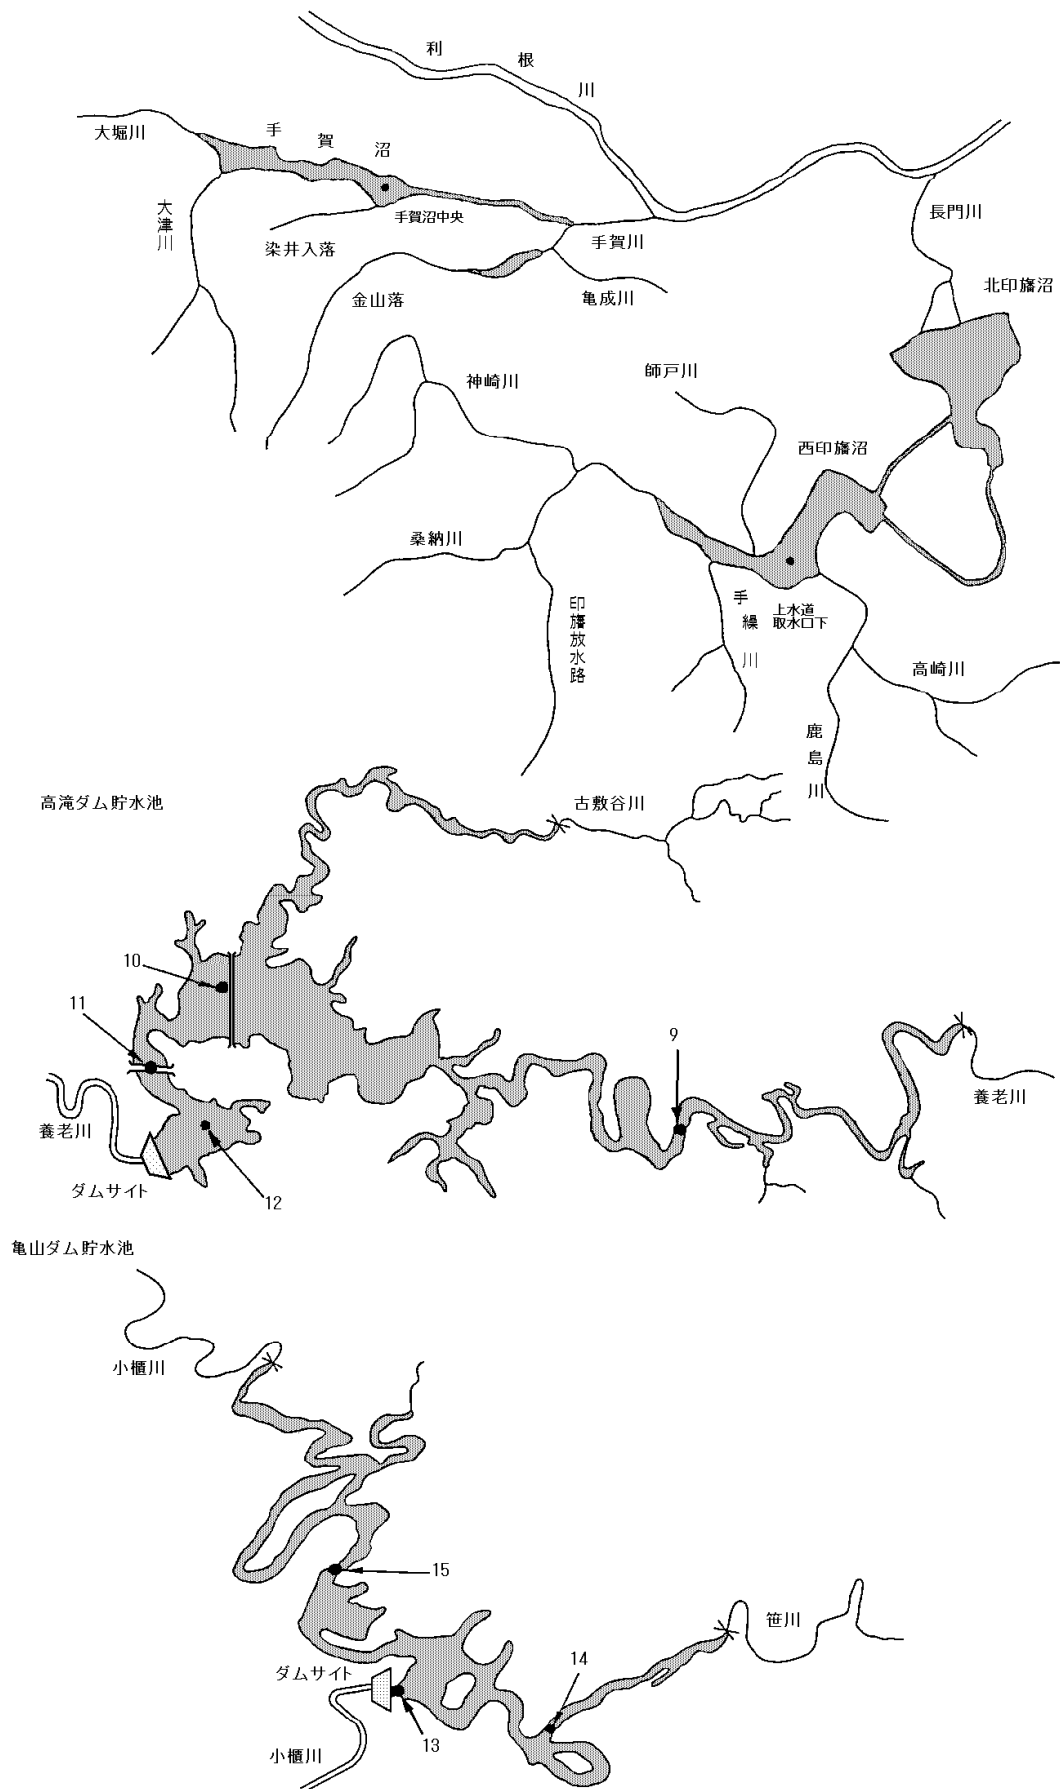 利根川
大堀川
手賀沼
大津川
手賀沼中央
長門川
染井入落
手賀川
金山落
亀成川
北印旛沼
神崎川
師戸川
西印旛沼
桑納川
印旛放水路
手繰川
上水道
取水口下
高崎川
鹿島川
高滝ダム貯水池
古敷谷川
10
11
9
養老川
養老川
ダムサイト
12
亀山ダム貯水池
小櫃川
15
笹川
ダムサイト
14
13
小櫃川